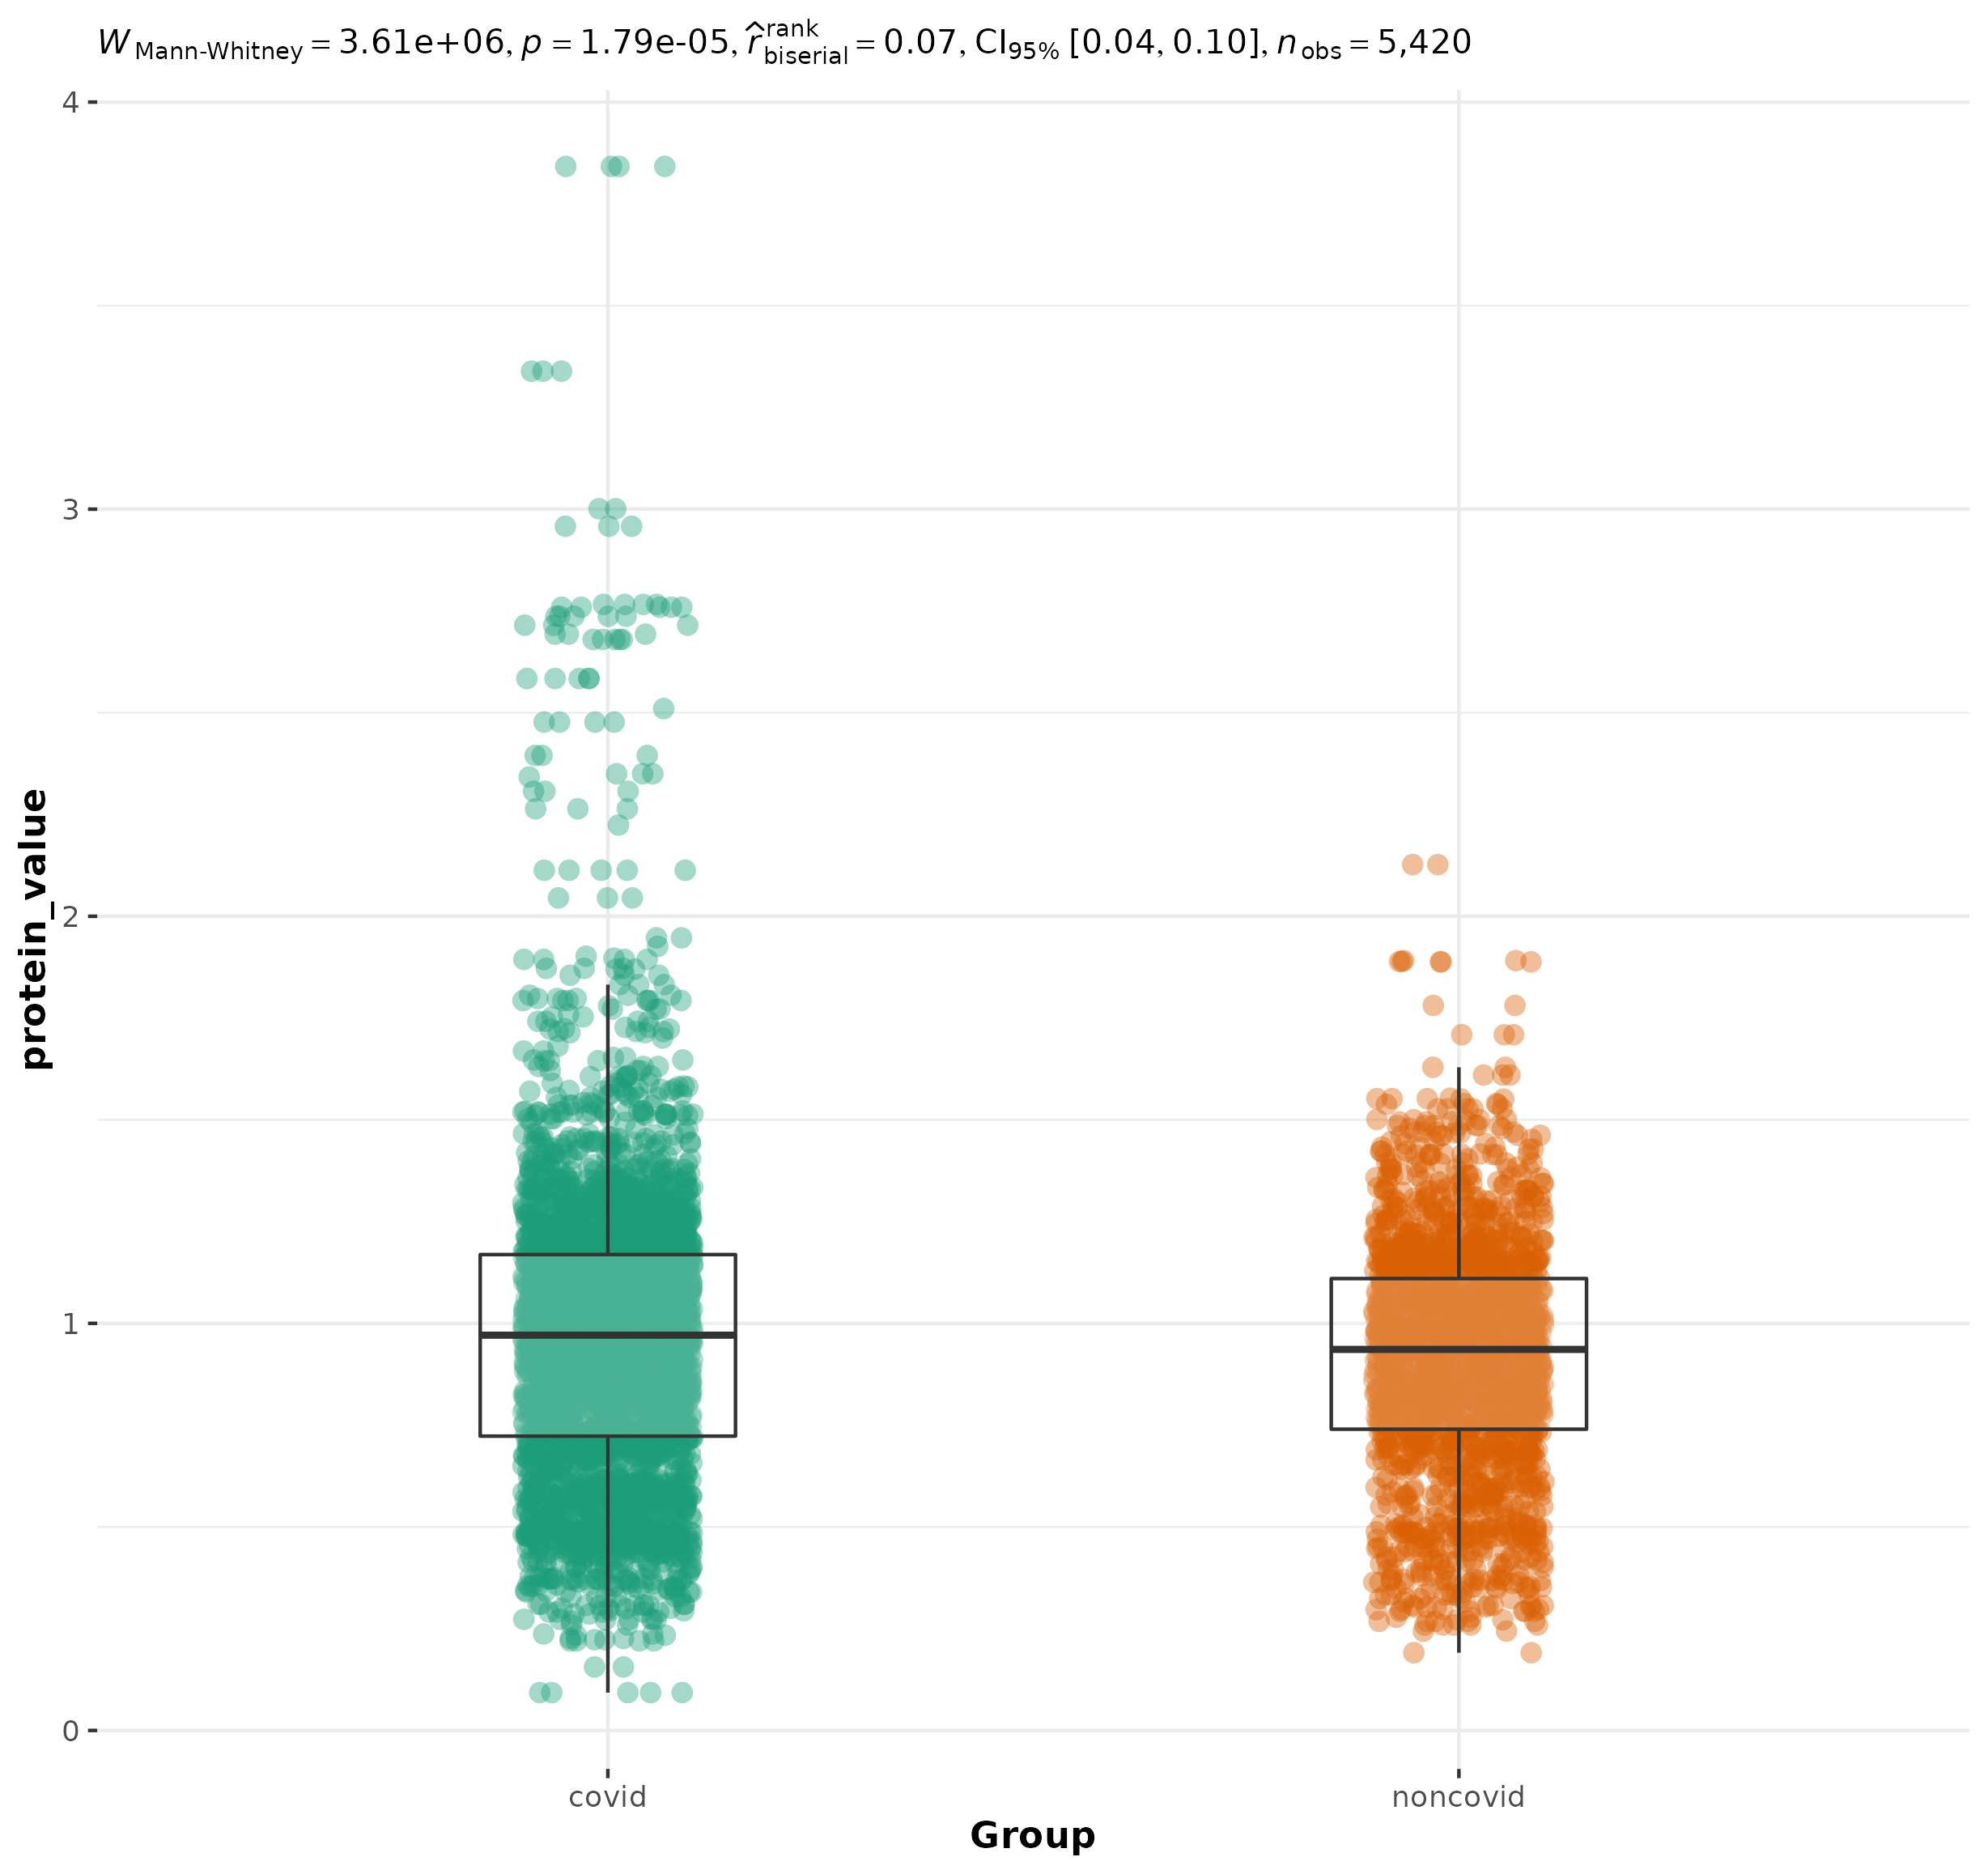 W Mann-Whitney = 3.61e+06, p = 1.79e-05, r̂ rank biserial = 0.07, CI95% [0.04, 0.10], n obs = 5,420
4
3
2
1
0
protein_value
covid noncovid
Group